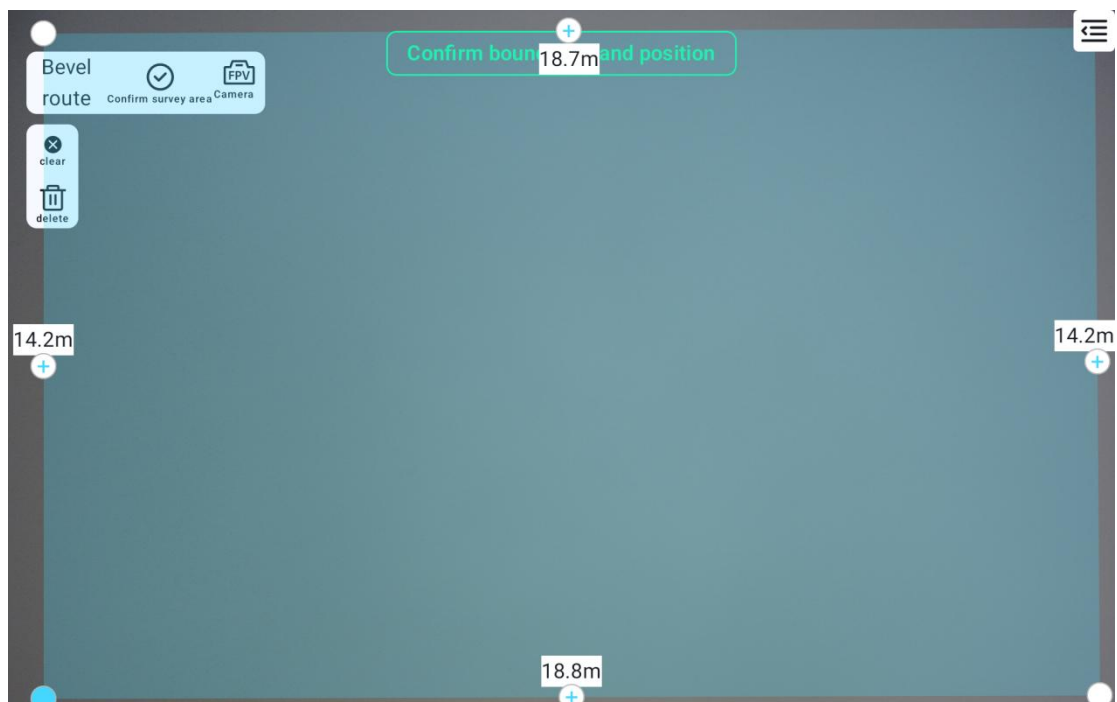 Confirm boun
18.7m
and position
Bevel
route
Confirm survey area
FPV
Camera
clear
delete
14.2m
14.2m
18.8m